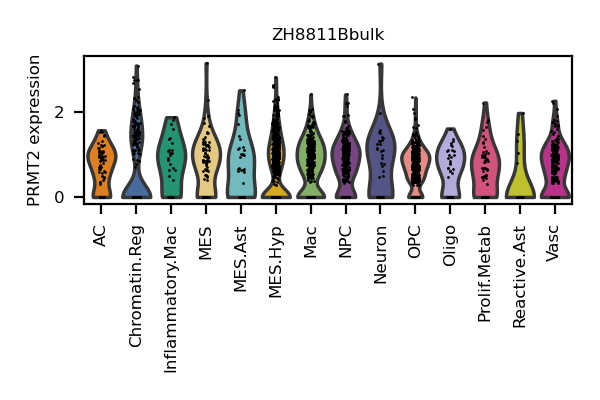 ZH8811Bbulk
PRMT2 expression
2
0
AC
Chromatin.Reg
Inflammatory.Mac
MES
MES.Ast
MES.Hyp
Mac
NPC
Neuron
OPC
Oligo
Prolif.Metab
Reactive.Ast
Vasc